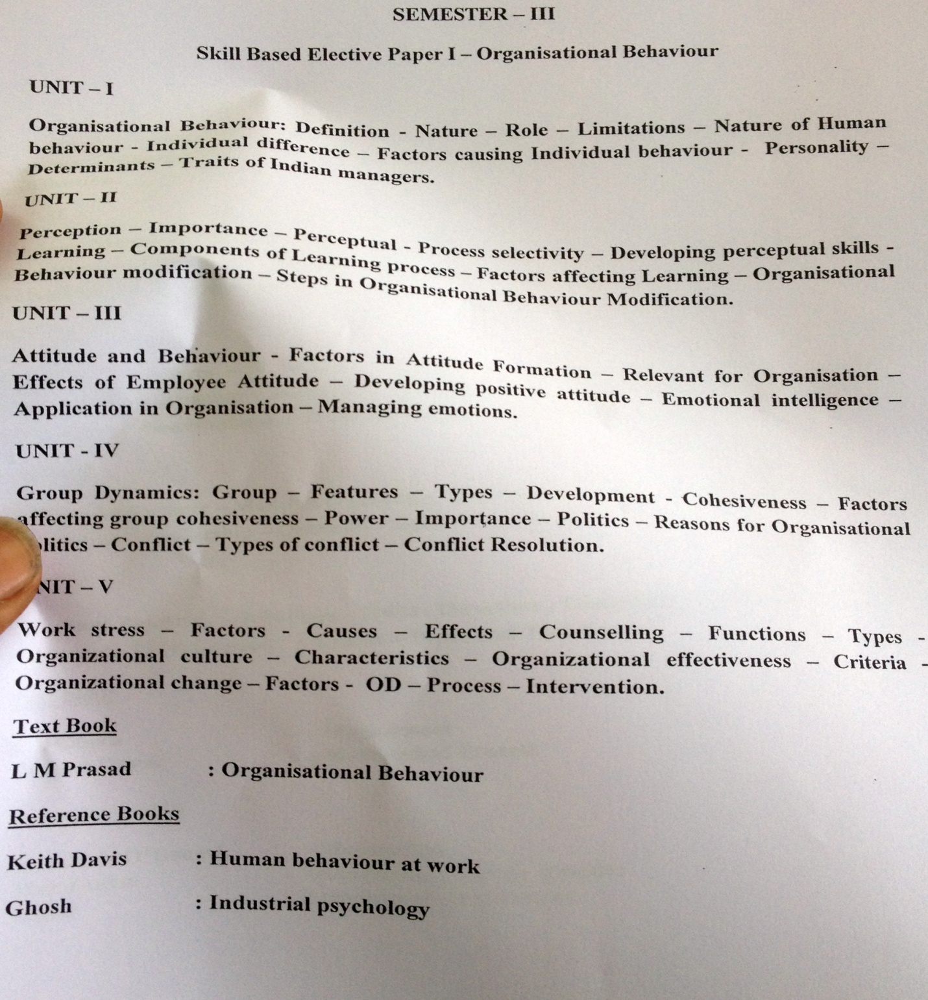 SEMESTER – III
Skill Based Elective Paper I – Organisational Behaviour
UNIT – I
Organisational Behaviour: Definition - Nature – Role – Limitations – Nature of Human
behaviour - Individual difference – Factors causing Individual behaviour - Personality –
Determinants – Traits of Indian managers.
UNIT – II
Perception – Importance – Perceptual - Process selectivity – Developing perceptual skills -
Learning – Components of Learning process – Factors affecting Learning – Organisational
Behaviour modification – Steps in Organisational Behaviour Modification.
UNIT – III
Attitude and Behaviour - Factors in Attitude Formation – Relevant for Organisation –
Effects of Employee Attitude – Developing positive attitude – Emotional intelligence –
Application in Organisation – Managing emotions.
UNIT - IV
Group Dynamics: Group – Features – Types – Development - Cohesiveness – Factors
affecting group cohesiveness – Power – Importance – Politics – Reasons for Organisational
litics – Conflict – Types of conflict – Conflict Resolution.
NIT – V
Work stress – Factors - Causes – Effects – Counselling – Functions – Types -
Organizational culture – Characteristics – Organizational effectiveness – Criteria -
Organizational change – Factors - OD – Process – Intervention.
Text Book
L M Prasad : Organisational Behaviour
Reference Books
Keith Davis : Human behaviour at work
Ghosh : Industrial psychology